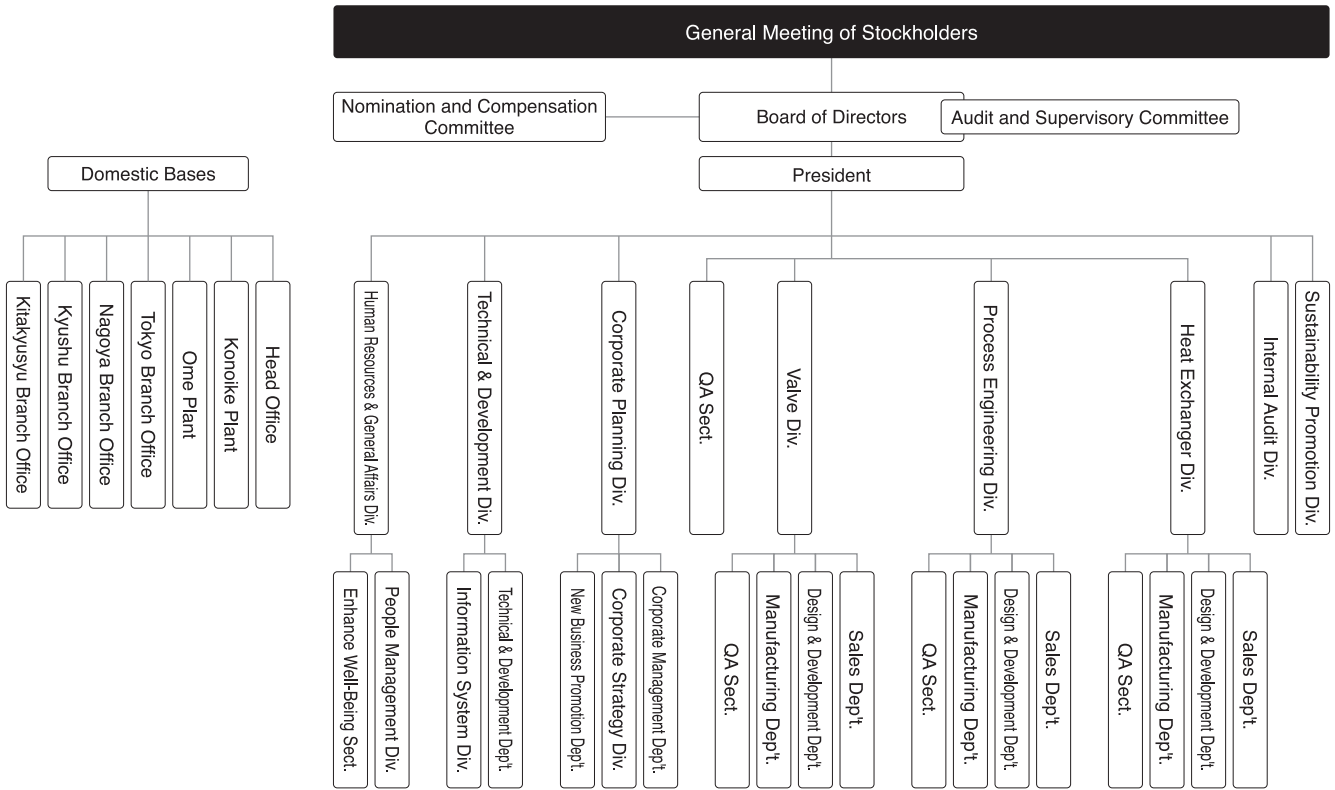 General Meeting of Stockholders
Nomination and Compensation
Committee
Board of Directors
Audit and Supervisory Committee
President
Domestic Bases
Kitakyusyu Branch Office
Kyushu Branch Office
Nagoya Branch Office
Tokyo Branch Office
Ome Plant
Konoike Plant
Head Office
Human Resources & General Affairs Div.
Technical & Development Div.
Corporate Planning Div.
QA Sect.
Valve Div.
Process Engineering Div.
Heat Exchanger Div.
Internal Audit Div.
Sustainability Promotion Div.
Enhance Well-Being Sect.
People Management Div.
Information System Div.
Technical & Development Dep't.
New Business Promotion Dep't.
Corporate Strategy Div.
Corporate Management Dep't.
QA Sect.
Manufacturing Dep't.
Design & Development Dep't.
Sales Dep't.
QA Sect.
Manufacturing Dep't.
Design & Development Dep't.
Sales Dep't.
QA Sect.
Manufacturing Dep't.
Design & Development Dep't.
Sales Dep't.